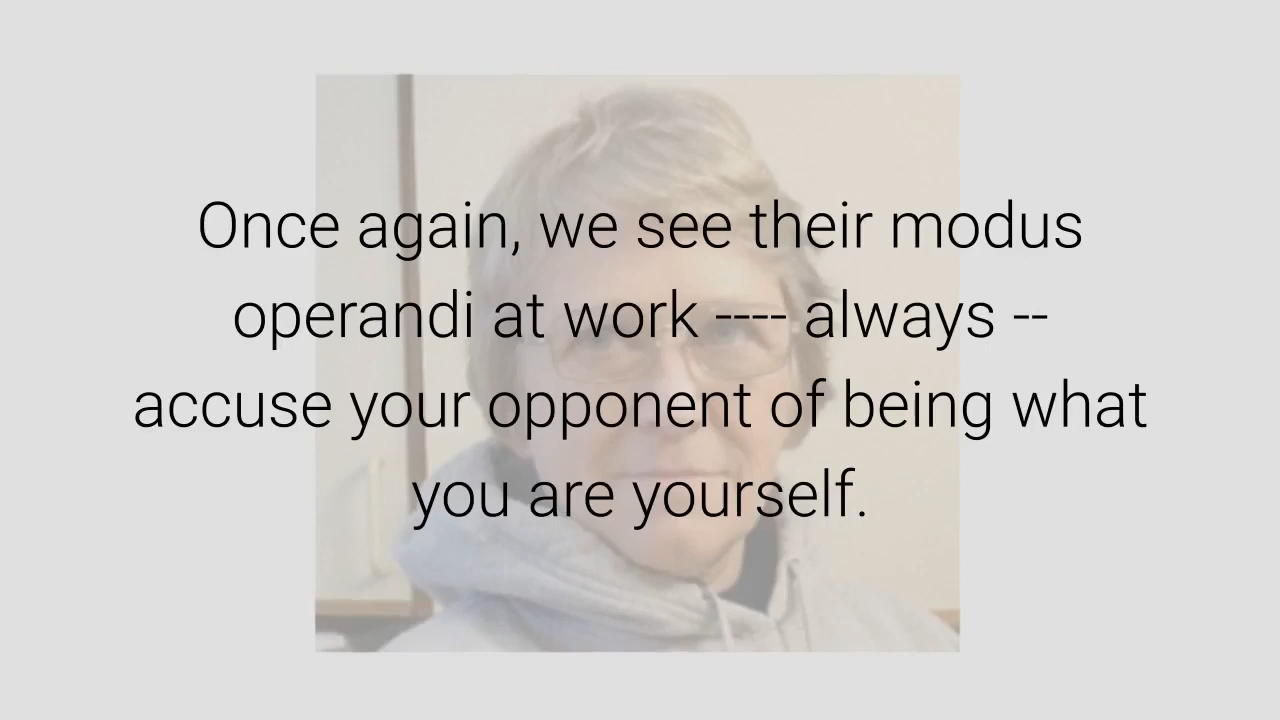 Once again, we see their modus
operandi at work ---- always --
accuse your opponent of being what
you are yourself.